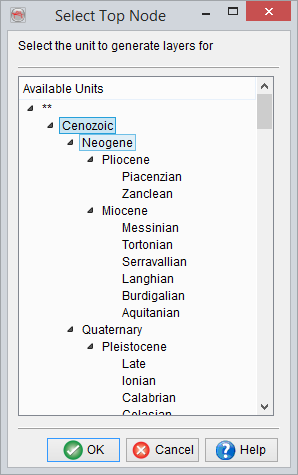 Select Top Node
Select the unit to generate layers for
Available Units
**
Cenozoic
Neogene
Pliocene
Piacenzian
Zanclean
Miocene
Messinian
Tortonian
Serravallian
Langhian
Burdigalian
Aquitanian
Quaternary
Pleistocene
Late
Ionian
Calabrian
OK Cancel Help